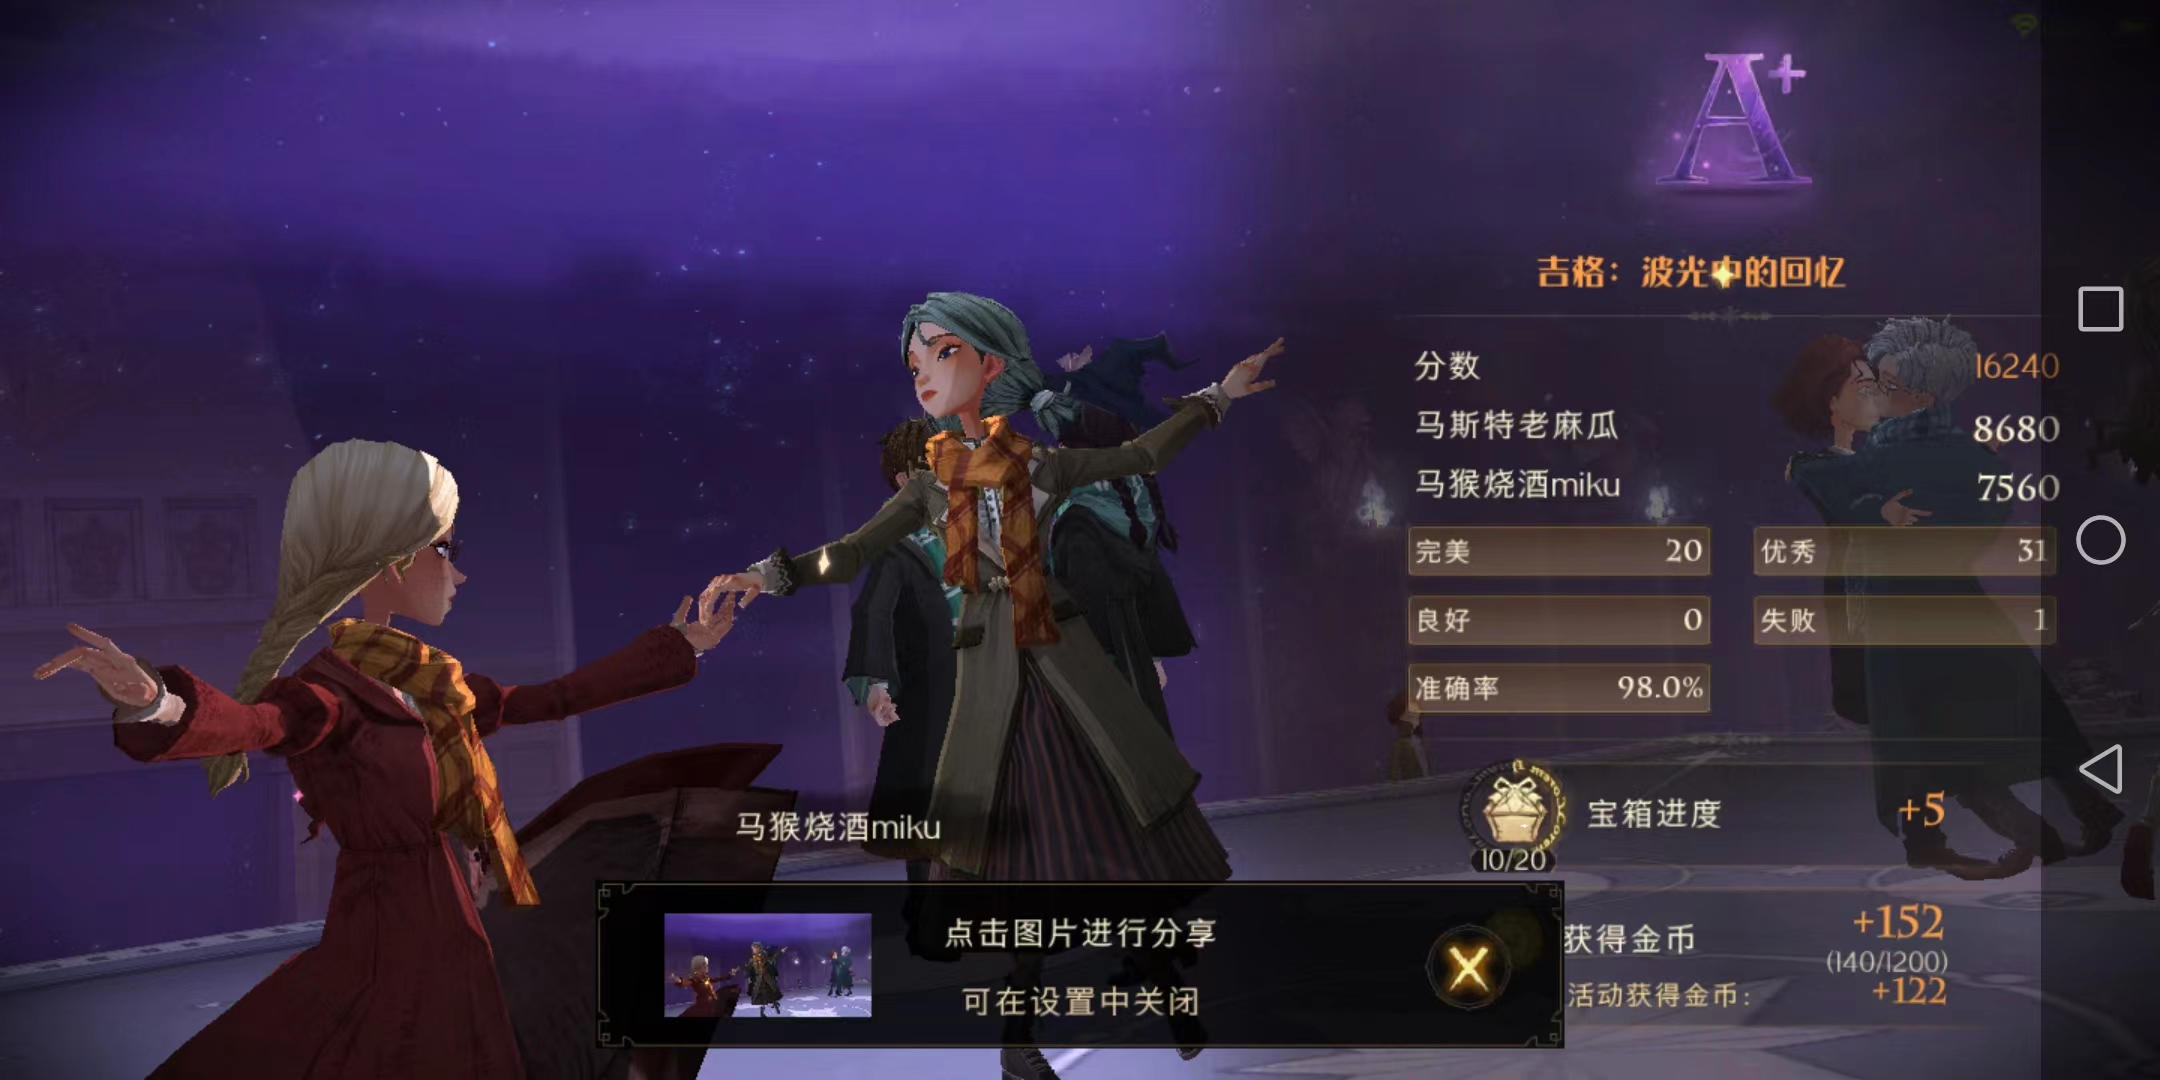 A+
吉格：波光中的回忆
分数 16240
马斯特老麻瓜 8680
马猴烧酒miku 7560
完美 20 优秀 31
良好 0 失败 1
准确率 98.0%
宝箱进度 +5
10/20
马猴烧酒miku
点击图片进行分享
可在设置中关闭
获得金币 +152
(140/1200)
活动获得金币： +122